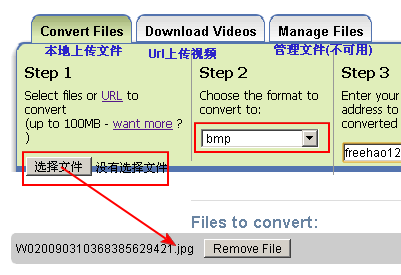 Convert Files Download Videos Manage Files
本地上传文件 Url上传视频 管理文件(不可用)
Step 1
Select files or URL to
convert
(up to 100MB - want more ?
)
选择文件 没有选择文件
Step 2
Choose the format to
convert to:
bmp
Step 3
Enter your
address to
converted
freehao12
Files to convert:
W020090310368385629421.jpg Remove File